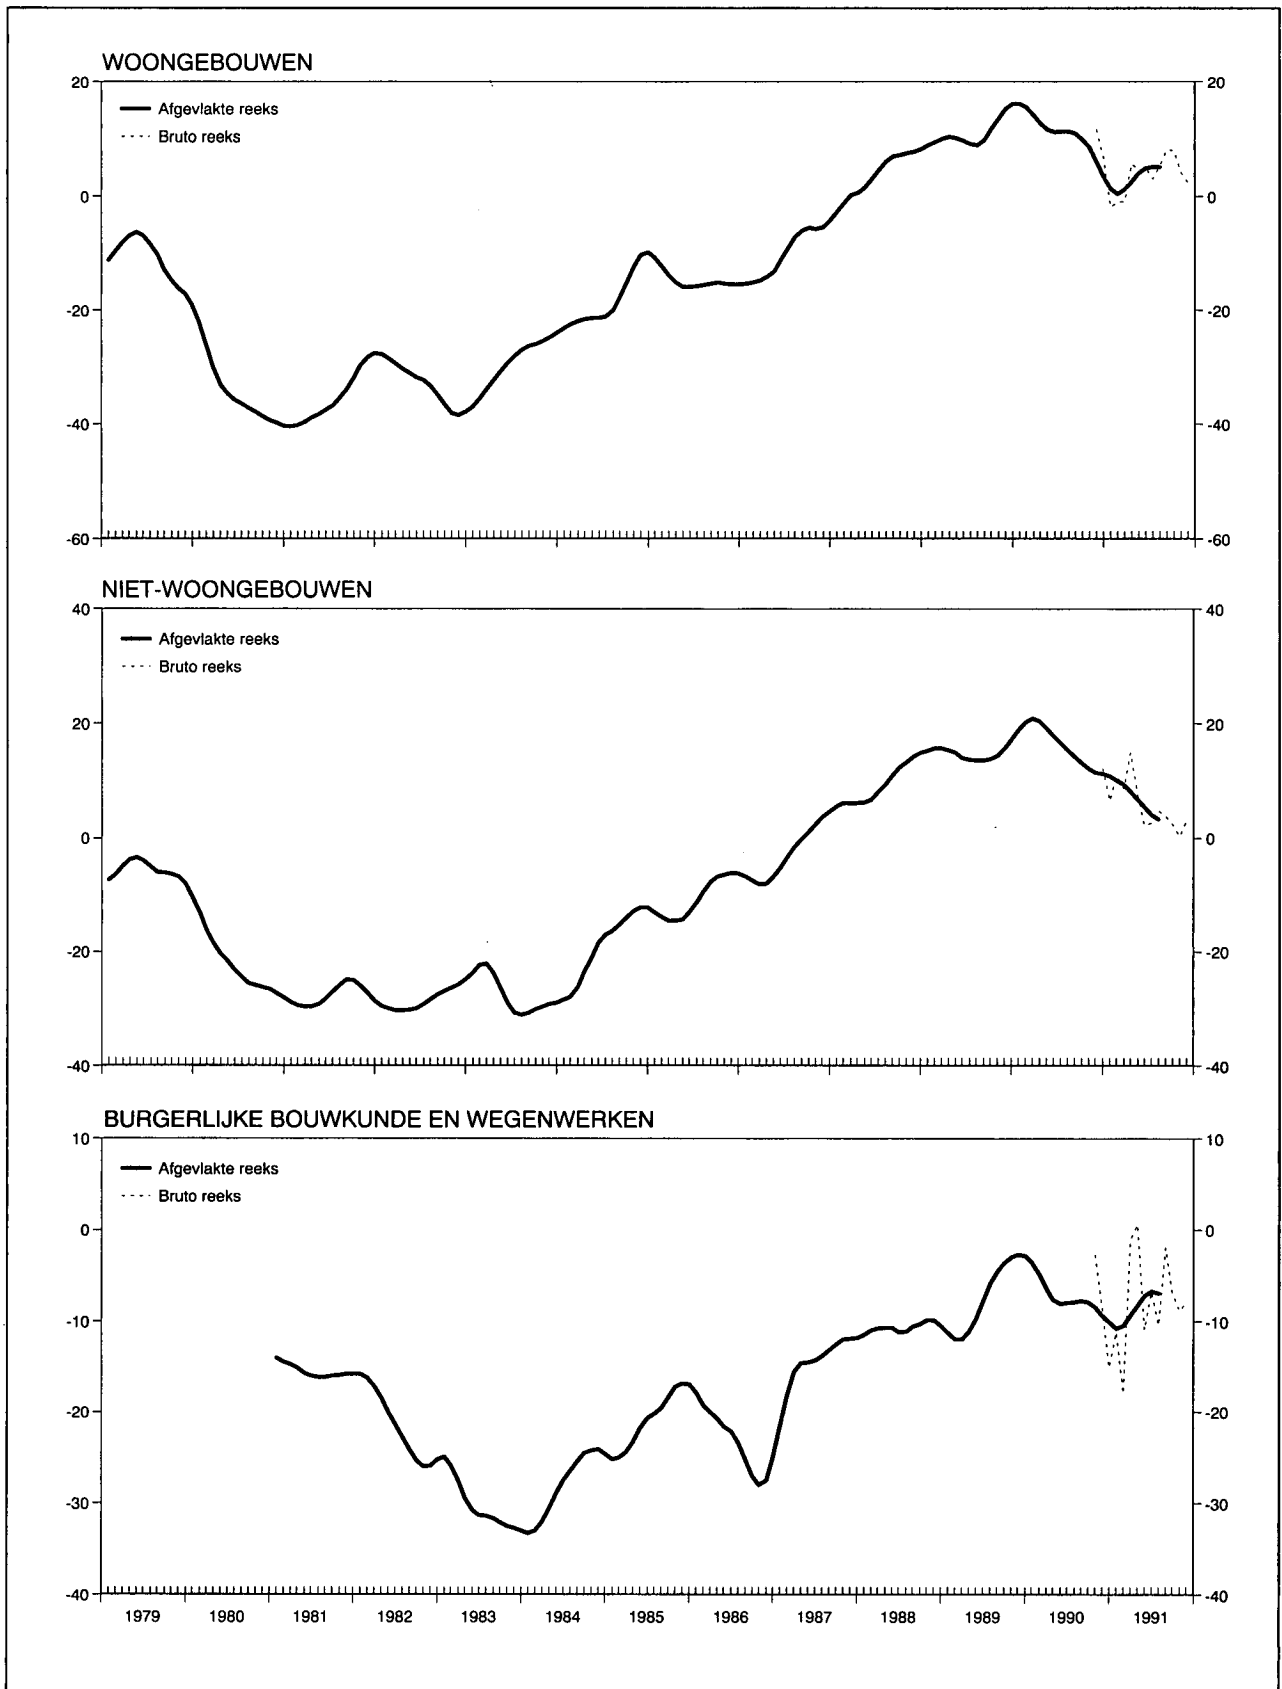 WOONGEBOUWEN
20 20
Afgevlakte reeks
Bruto reeks
0 0
-20 -20
-40 -40
-60 -60
NIET-WOONGEBOUWEN
40 40
Afgevlakte reeks
Bruto reeks
20 20
0 0
-20 -20
-40 -40
BURGERLIJKE BOUWKUNDE EN WEGENWERKEN
10 10
Afgevlakte reeks
Bruto reeks
0 0
-10 -10
-20 -20
-30 -30
-40 -40
1979 1980 1981 1982 1983 1984 1985 1986 1987 1988 1989 1990 1991